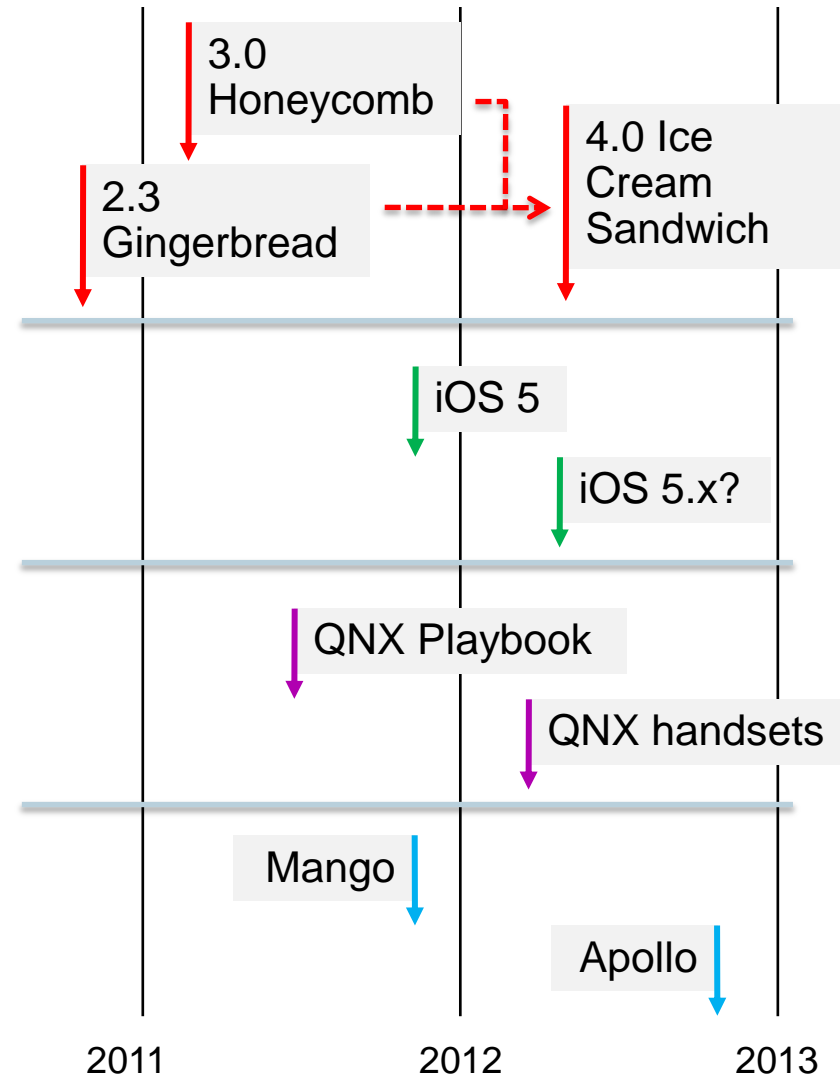 3.0
Honeycomb
4.0 Ice
Cream
Sandwich
2.3
Gingerbread
iOS 5
iOS 5.x?
QNX Playbook
QNX handsets
Mango
Apollo
2011 2012 2013